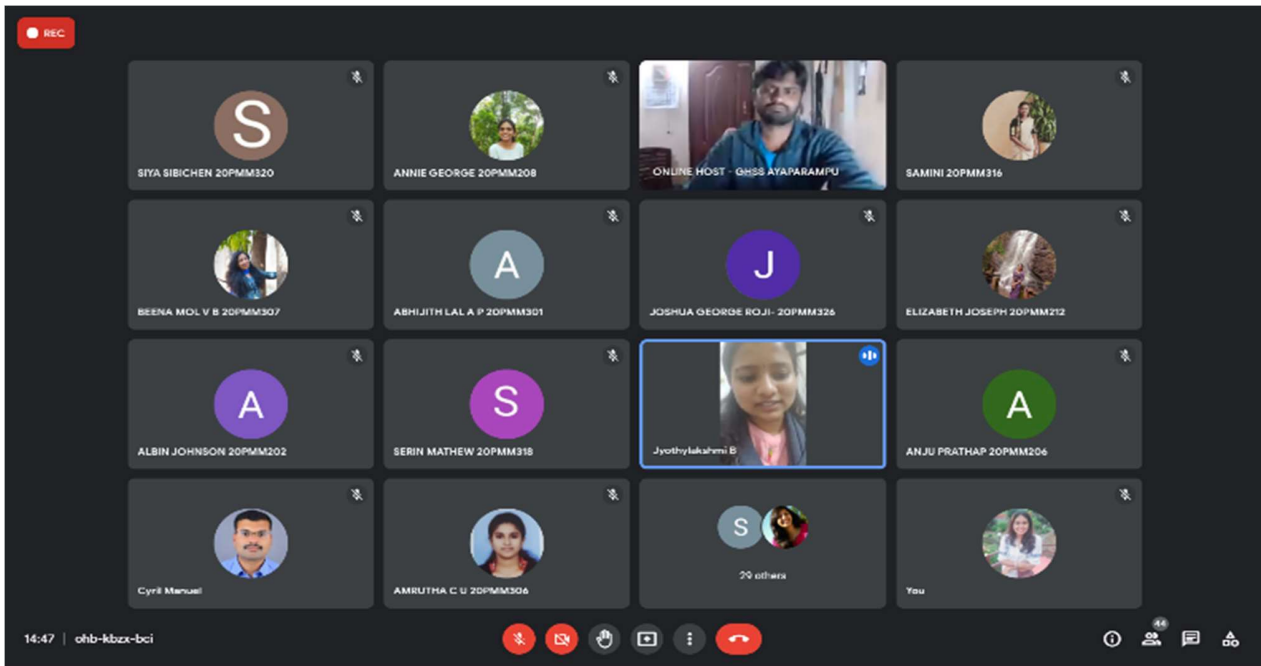 REC
S
SIYA SIBICHEN 20PMM320
ANNIE GEORGE 20PMM208
ONLINE HOST - GHSS AYAPARAMPU
SAMINI 20PMM316
BEENA MOL V B 20PMM307
A
ABHIJITH LAL A P 20PMM301
J
JOSHUA GEORGE ROJI- 20PMM326
ELIZABETH JOSEPH 20PMM212
A
ALBIN JOHNSON 20PMM202
S
SERIN MATHEW 20PMM318
Jyothylakshmi B
A
ANJU PRATHAP 20PMM206
Cyril Manuel
AMRUTHA C U 20PMM306
S
29 others
You
14:47 | ohb-kbzx-bci
44